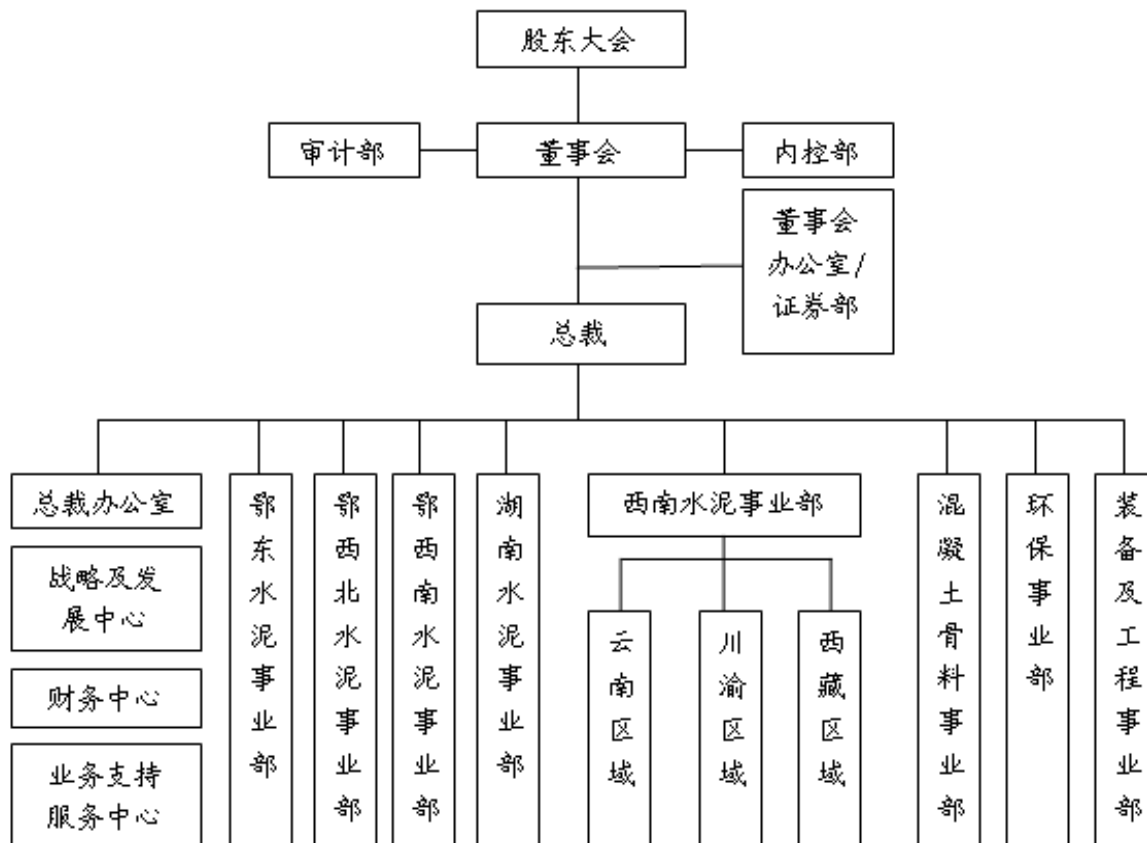 股东大会
审计部
董事会
内控部
董事会
办公室/
证券部
总裁
总裁办公室
战略及发
展中心
财务中心
业务支持
服务中心
鄂东水泥事业部
鄂西北水泥事业部
鄂西南水泥事业部
湖南水泥事业部
西南水泥事业部
云南区域
川渝区域
西藏区域
混凝土骨料事业部
环保事业部
装备及工程事业部